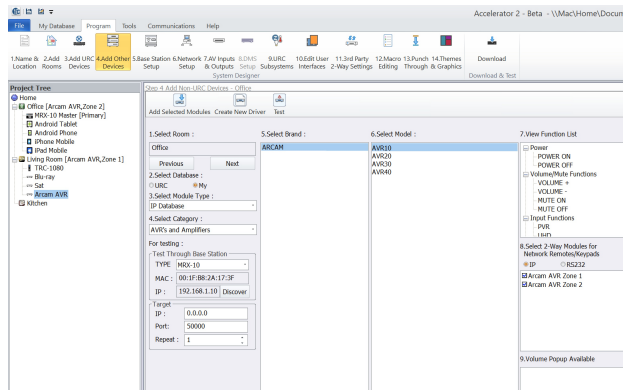 Accelerator 2 - Beta - \\Mac\Home\Docum
File My Database Program Tools Communications Help
1.Name & Location 2.Add Rooms 3.Add URC Devices 4.Add Other Devices 5.Base Station Setup 6.Network Setup 7.AV Inputs & Outputs 8.DMS Setup 9.URC Subsystems 10.Edit User Interfaces 11.3rd Party 2-Way Settings 12.Macro Editing 13.Punch Through 14.Themes & Graphics Download
System Designer Download & Test
Project Tree
Home
Office [Arcam AVR,Zone 2]
MRX-10 Master [Primary]
Android Tablet
Android Phone
iPhone Mobile
iPad Mobile
Living Room [Arcam AVR,Zone 1]
TRC-1080
Blu-ray
Sat
Arcam AVR
Kitchen
Step 4 Add Non-URC Devices - Office
Add Selected Modules Create New Driver Test
1.Select Room :
Office
Previous Next
2.Select Database :
URC My
3.Select Module Type :
IP Database
4.Select Category :
AVR's and Amplifiers
For testing :
Test Through Base Station
TYPE MRX-10
MAC : 00:1F:B8:2A:17:3F
IP : 192.168.1.10 Discover
Target
IP : 0.0.0.0
Port: 50000
Repeat : 1
5.Select Brand :
ARCAM
6.Select Model :
AVR10
AVR20
AVR30
AVR40
7.View Function List
Power
POWER ON
POWER OFF
Volume/Mute Functions
VOLUME +
VOLUME -
MUTE ON
MUTE OFF
Input Functions
PVR
UHD
8.Select 2-Way Modules for
Network Remotes/Keypads
IP RS232
Arcam AVR Zone 1
Arcam AVR Zone 2
9.Volume Popup Available